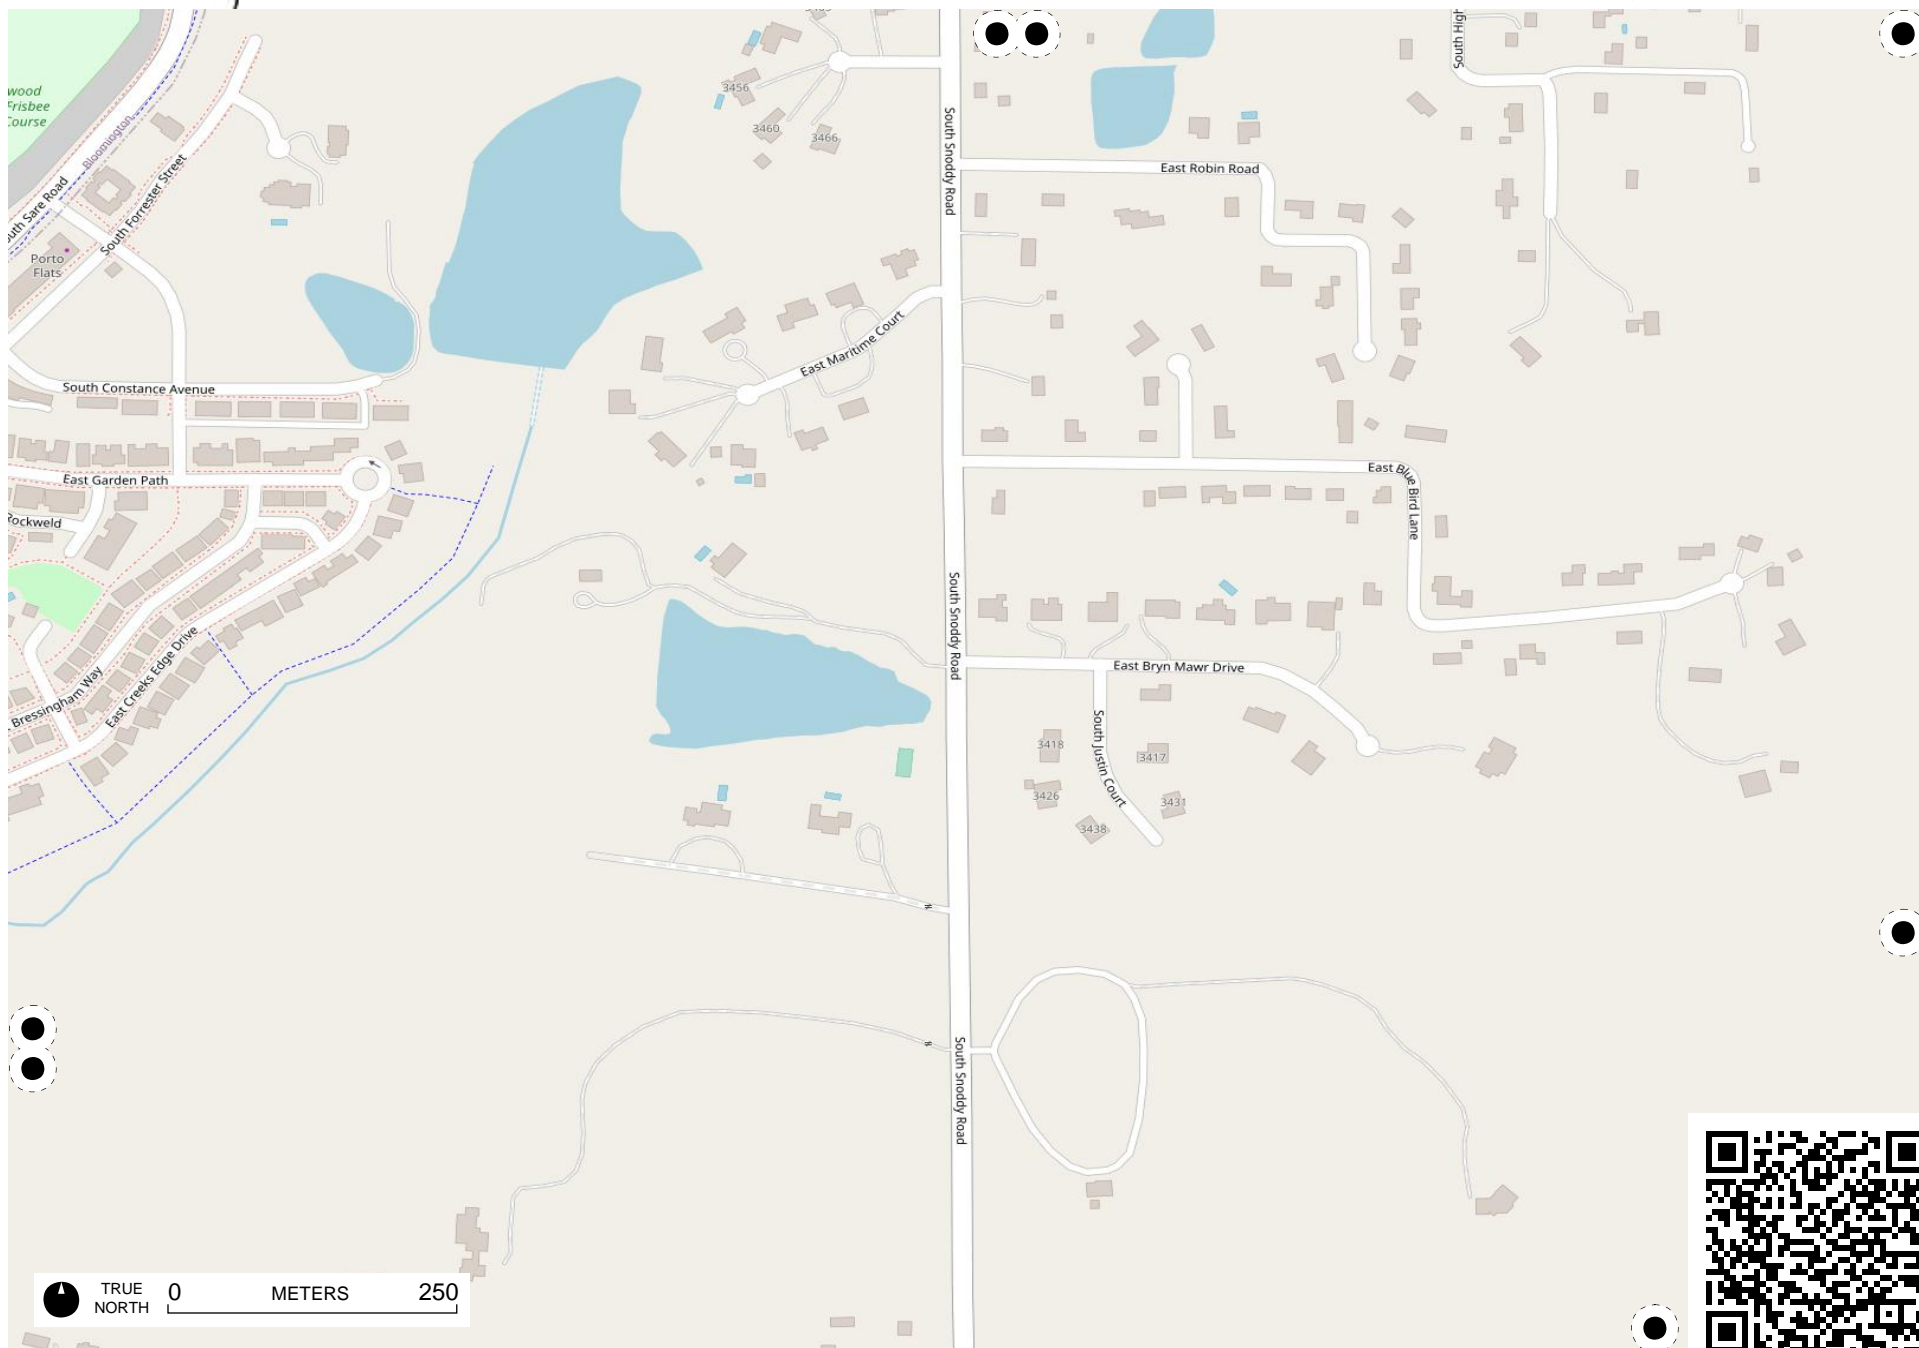 wood
Frisbee
Course
Bloomington
South Forrester Street
Porto
Flats
3456
3460
3466
South Snoddy Road
East Robin Road
East Maritime Court
South Constance Avenue
East Garden Path
Rockweld
East Blue Bird Lane
South Snoddy Road
East Bryn Mawr Drive
Bressingham Way
East Creeks Edge Drive
South Justin Court
3418
3417
3426
3431
3438
South Snoddy Road
TRUE
NORTH
0
METERS
250
South High
outh Sare Road